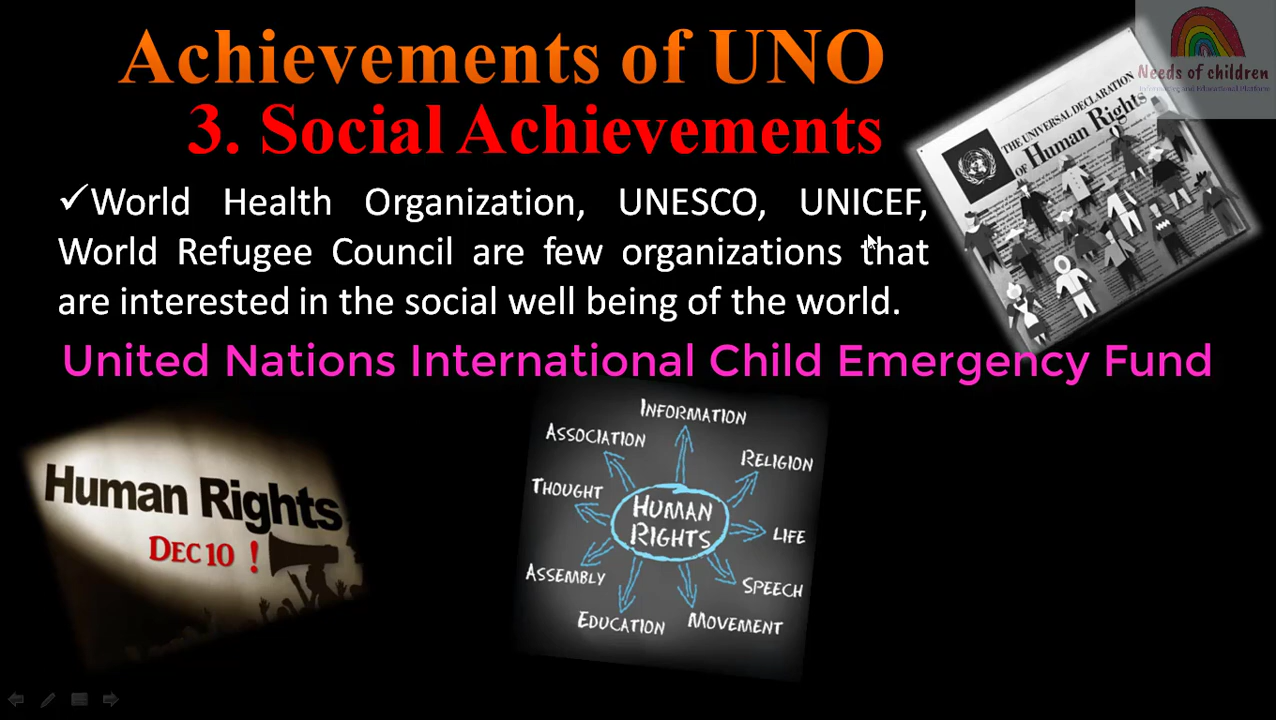 Achievements of UNO
3. Social Achievements
Needs of children
✓World Health Organization, UNESCO, UNICEF,
World Refugee Council are few organizations that
are interested in the social well being of the world.
THE UNIVERSAL DECLARATION
OF Human Rights
United Nations International Child Emergency Fund
Human Rights
DEC 10 !
INFORMATION
ASSOCIATION
RELIGION
THOUGHT
HUMAN
RIGHTS
LIFE
ASSEMBLY
SPEECH
EDUCATION
MOVEMENT